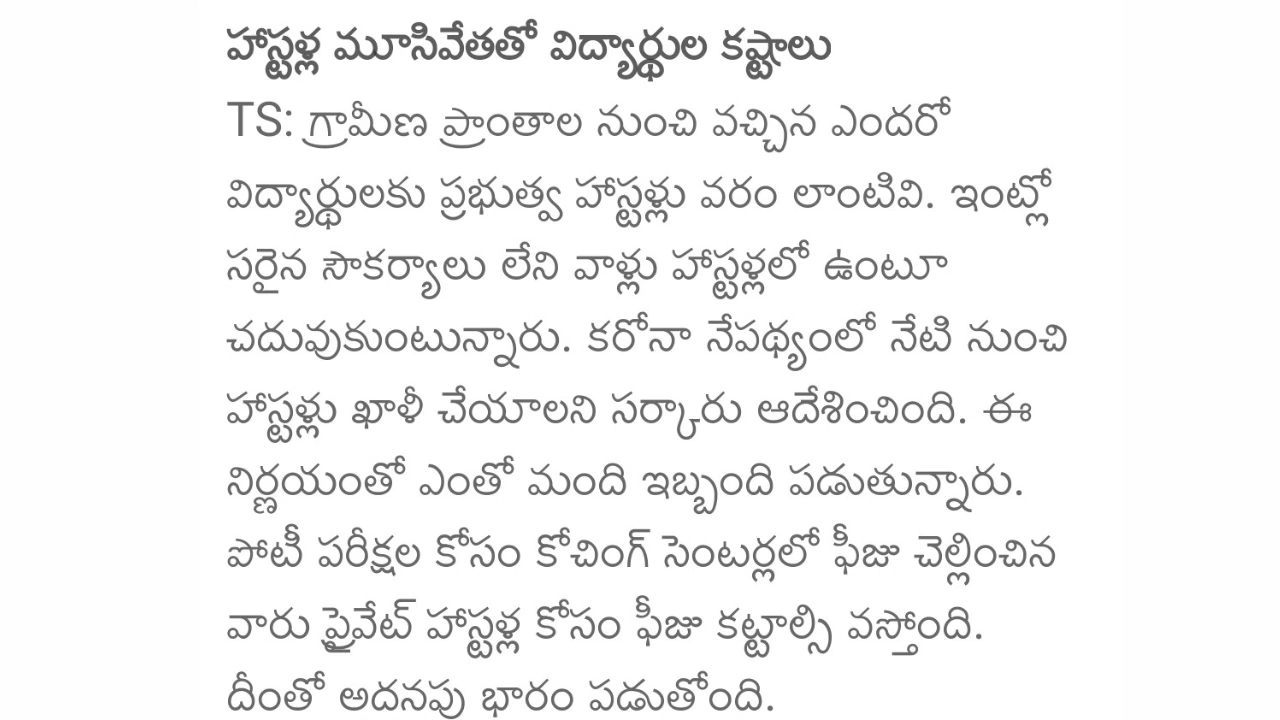 హాస్టళ్ల మూసివేతతో విద్యార్థుల కష్టాలు
TS: గ్రామీణ ప్రాంతాల నుంచి వచ్చిన ఎందరో
విద్యార్థులకు ప్రభుత్వ హాస్టళ్లు వరం లాంటివి. ఇంట్లో
సరైన సౌకర్యాలు లేని వాళ్లు హాస్టళ్లలో ఉంటూ
చదువుకుంటున్నారు. కరోనా నేపథ్యంలో నేటి నుంచి
హాస్టళ్లు ఖాళీ చేయాలని సర్కారు ఆదేశించింది. ఈ
నిర్ణయంతో ఎంతో మంది ఇబ్బంది పడుతున్నారు.
పోటీ పరీక్షల కోసం కోచింగ్ సెంటర్లలో ఫీజు చెల్లించిన
వారు ప్రైవేట్ హాస్టళ్ల కోసం ఫీజు కట్టాల్సి వస్తోంది.
దీంతో అదనపు భారం పడుతోంది.